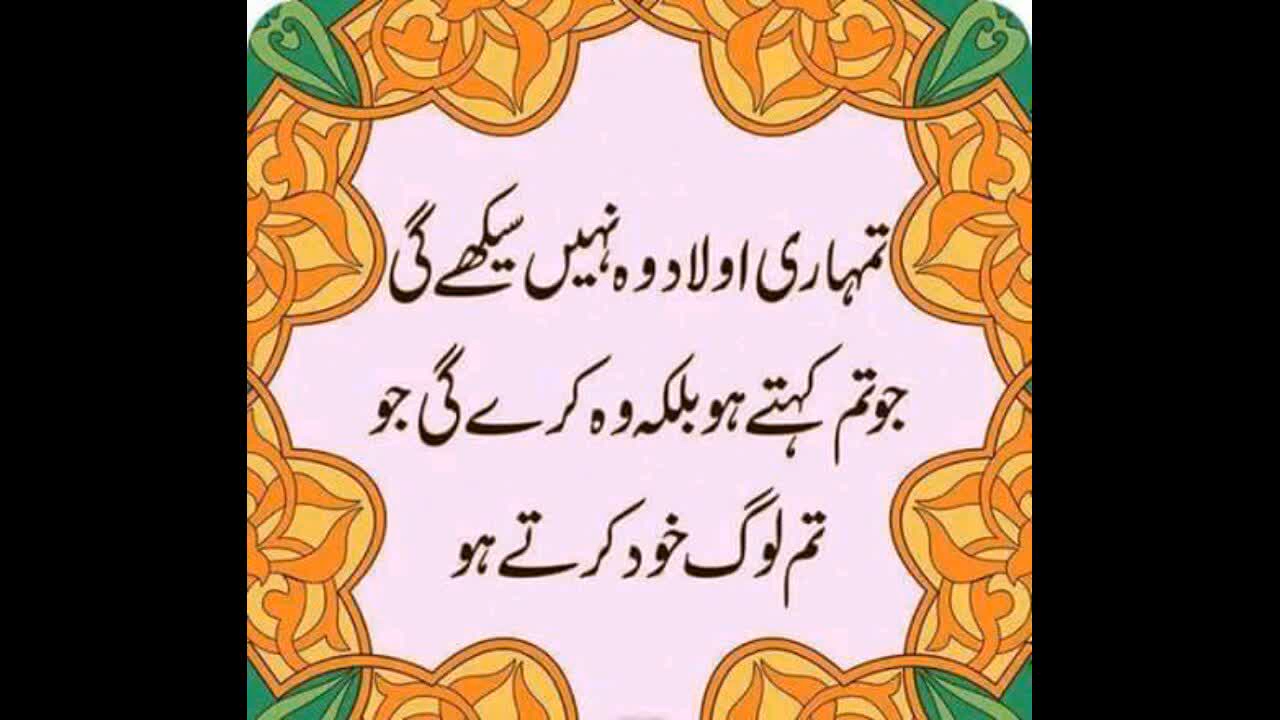 تمہاری اولاد وہ نہیں سیکھے گی
جو تم کہتے ہو بلکہ وہ کرے گی جو
تم لوگ خود کرتے ہو